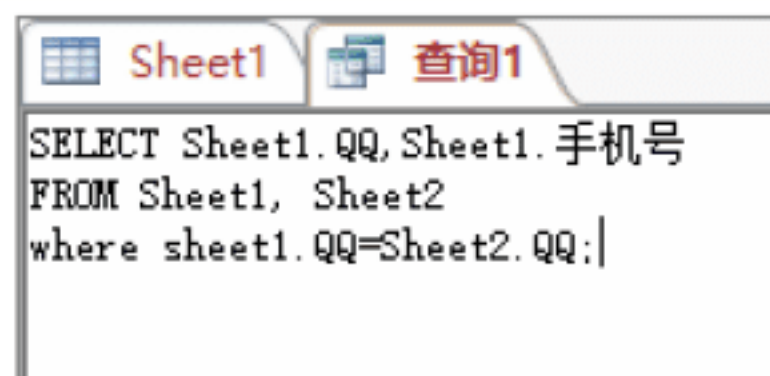 Sheet1 查询1
SELECT Sheet1.QQ,Sheet1.手机号
FROM Sheet1, Sheet2
where sheet1.QQ=Sheet2.QQ;